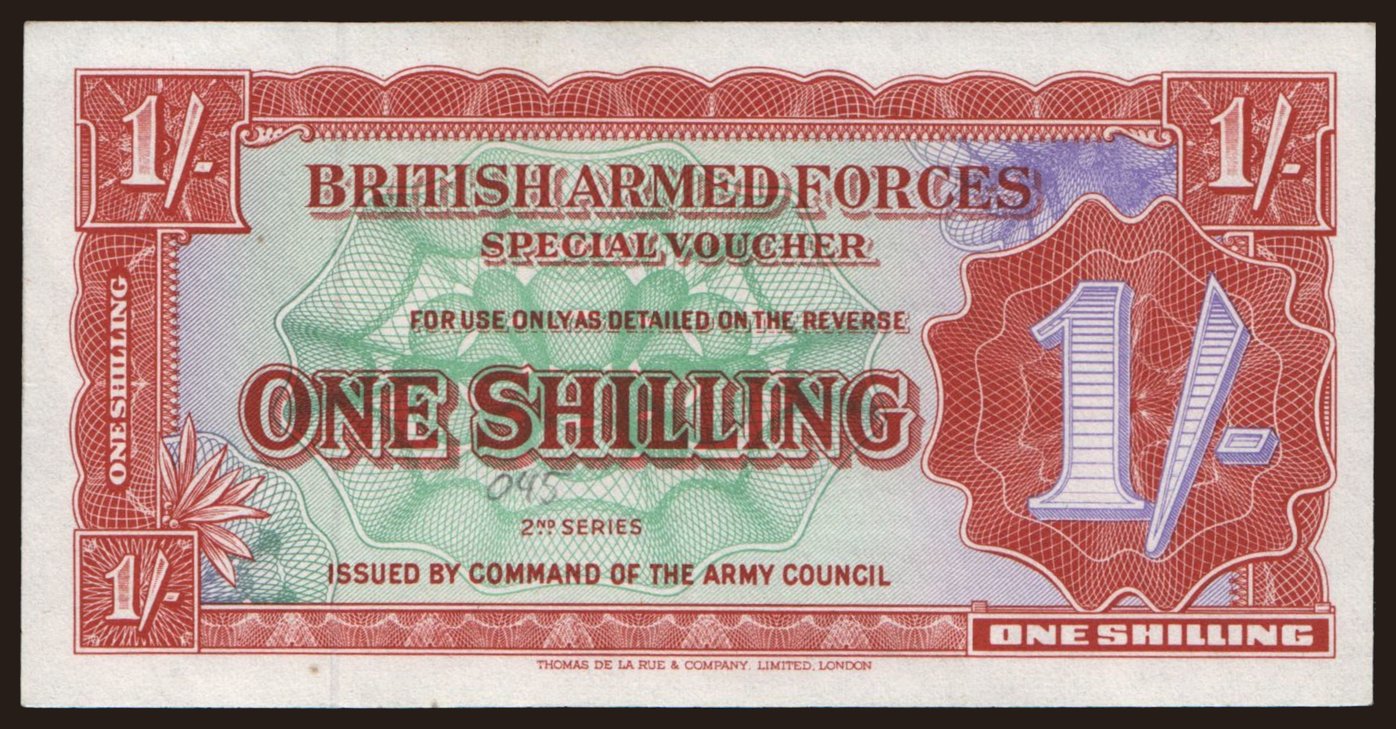 1/-
1/-
BRITISH ARMED FORCES
SPECIAL VOUCHER
FOR USE ONLY AS DETAILED ON THE REVERSE
ONE SHILLING
ONE SHILLING
1/-
045
2ND SERIES
ISSUED BY COMMAND OF THE ARMY COUNCIL
1/-
ONE SHILLING
THOMAS DE LA RUE & COMPANY, LIMITED, LONDON